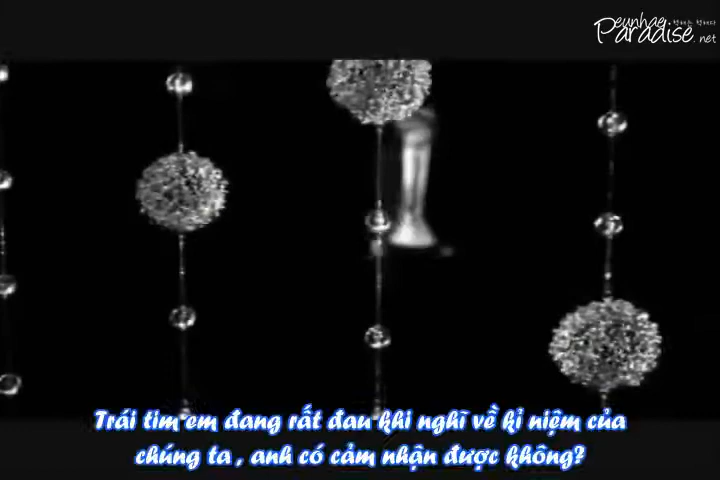 Peunhae
Paradise.net
Trái tim em đang rất đau khi nghĩ về kỉ niệm của
chúng ta , anh có cảm nhận được không?